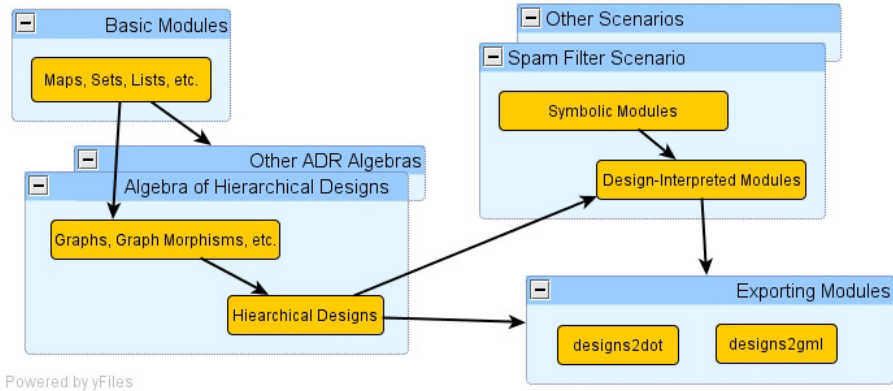 Basic Modules
Maps, Sets, Lists, etc.
Other ADR Algebras
Algebra of Hierarchical Designs
Graphs, Graph Morphisms, etc.
Hiearchical Designs
Other Scenarios
Spam Filter Scenario
Symbolic Modules
Design-Interpreted Modules
Exporting Modules
designs2dot
designs2gml
Powered by yFiles